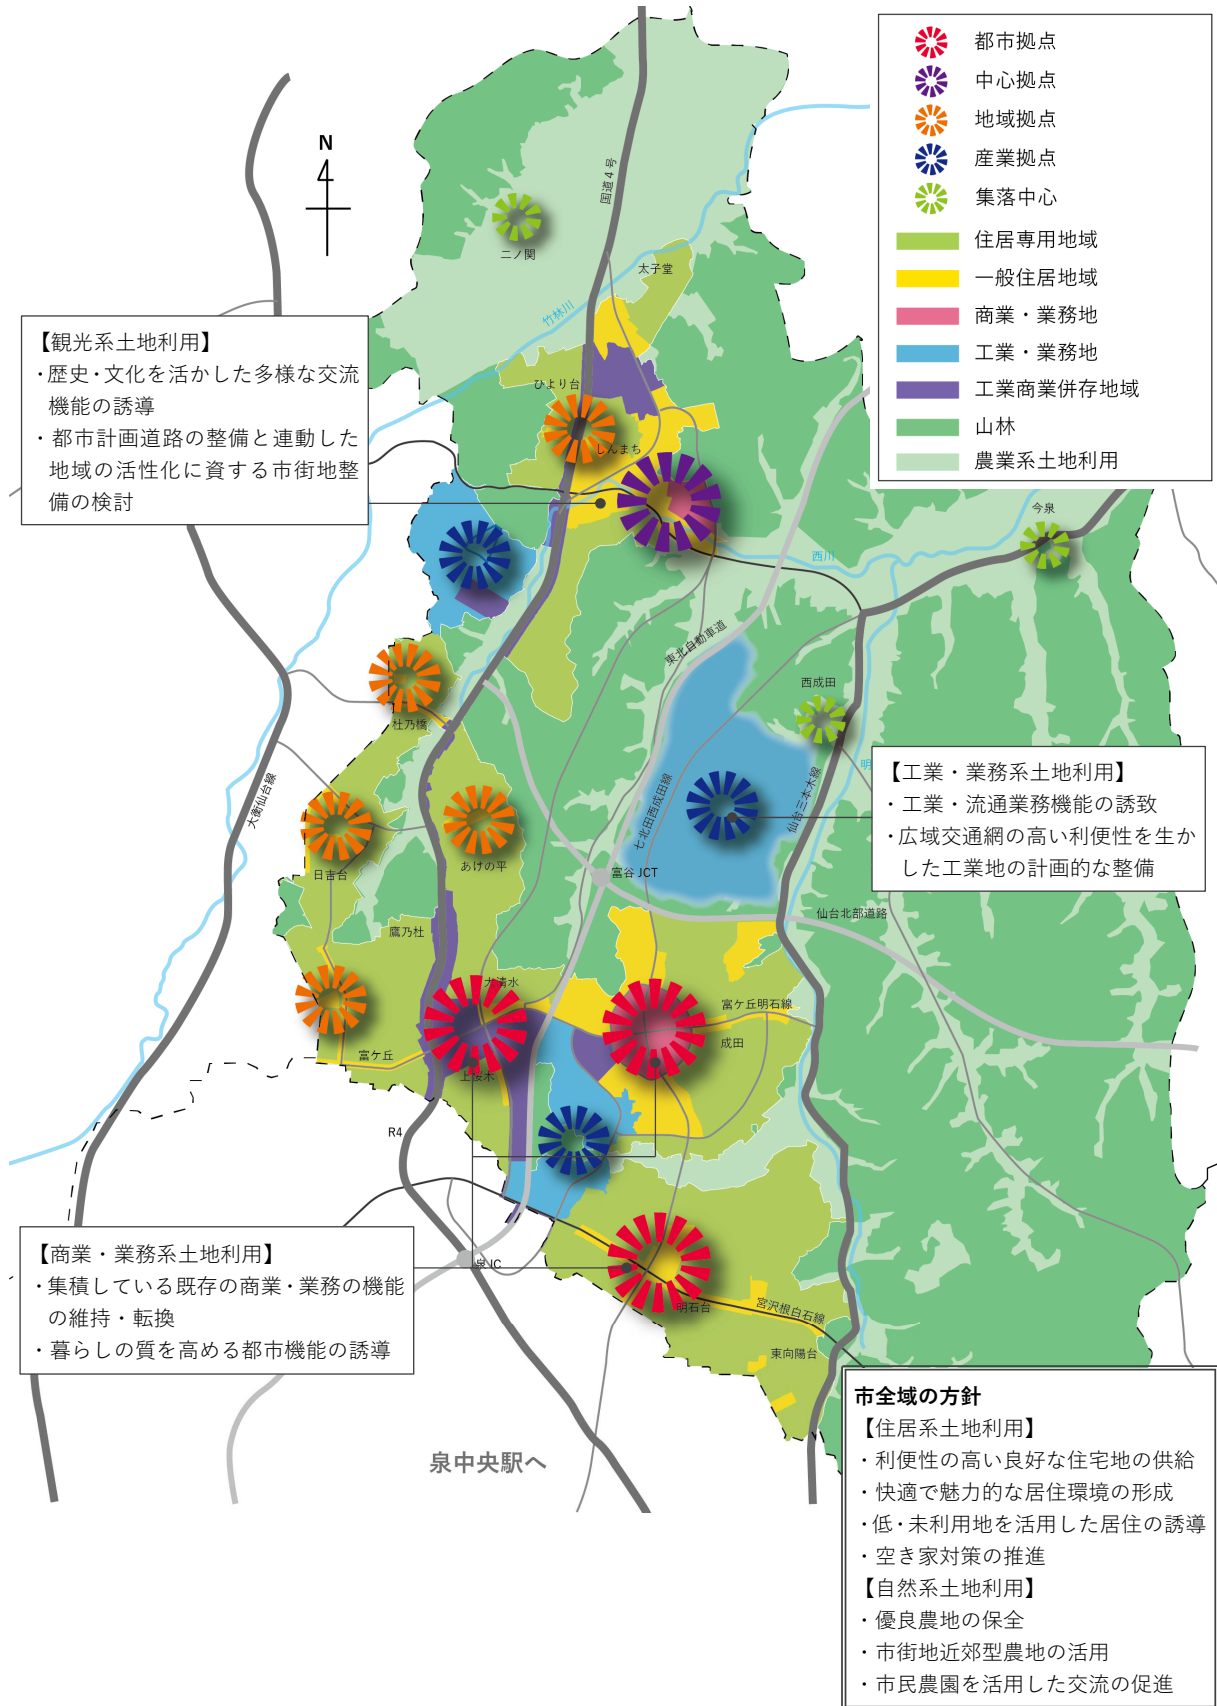 都市拠点
中心拠点
地域拠点
産業拠点
集落中心
住居専用地域
一般住居地域
商業・業務地
工業・業務地
工業商業併存地域
山林
農業系土地利用
N
国道４号
二ノ関
太子堂
竹林川
【観光系土地利用】
・歴史・文化を活かした多様な交流
機能の誘導
・都市計画道路の整備と連動した
地域の活性化に資する市街地整
備の検討
ひより台
しんまち
今泉
西川
東北自動車道
西成田
杜乃橋
明
【工業・業務系土地利用】
・工業・流通業務機能の誘致
・広域交通網の高い利便性を生か
した工業地の計画的な整備
大衡仙台線
七北田西成田線
仙台三本木線
日吉台
あけの平
富谷 JCT
仙台北部道路
鷹乃杜
大清水
富ケ丘明石線
成田
富ケ丘
上桜木
R4
【商業・業務系土地利用】
・集積している既存の商業・業務の機能
の維持・転換
・暮らしの質を高める都市機能の誘導
泉 JC
明石台
宮沢根白石線
東向陽台
泉中央駅へ
市全域の方針
【住居系土地利用】
・利便性の高い良好な住宅地の供給
・快適で魅力的な居住環境の形成
・低・未利用地を活用した居住の誘導
・空き家対策の推進
【自然系土地利用】
・優良農地の保全
・市街地近郊型農地の活用
・市民農園を活用した交流の促進